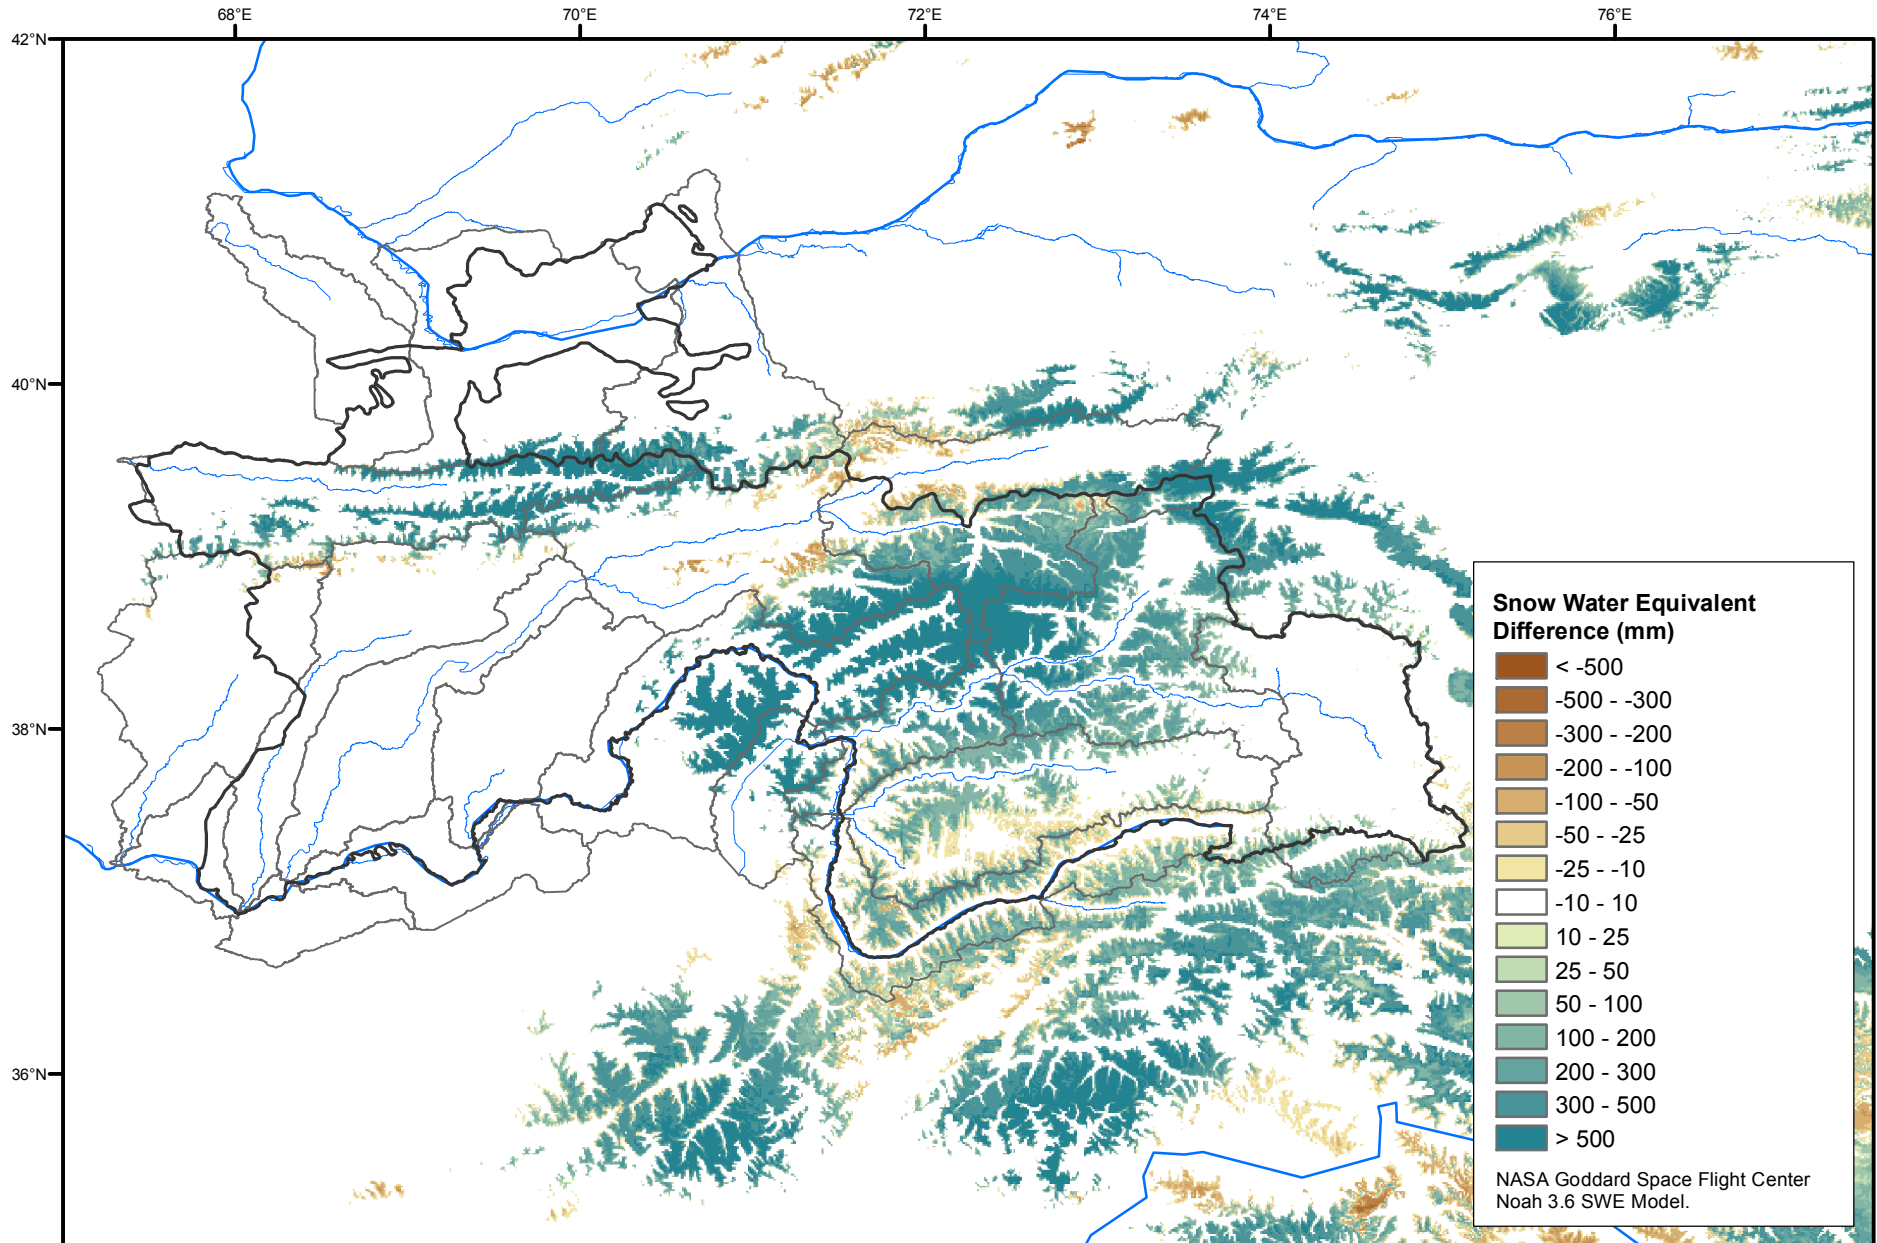 68°E 70°E 72°E 74°E 76°E
42°N
40°N
38°N
36°N
Snow Water Equivalent
Difference (mm)
< -500
-500 - -300
-300 - -200
-200 - -100
-100 - -50
-50 - -25
-25 - -10
-10 - 10
10 - 25
25 - 50
50 - 100
100 - 200
200 - 300
300 - 500
> 500
NASA Goddard Space Flight Center
Noah 3.6 SWE Model.